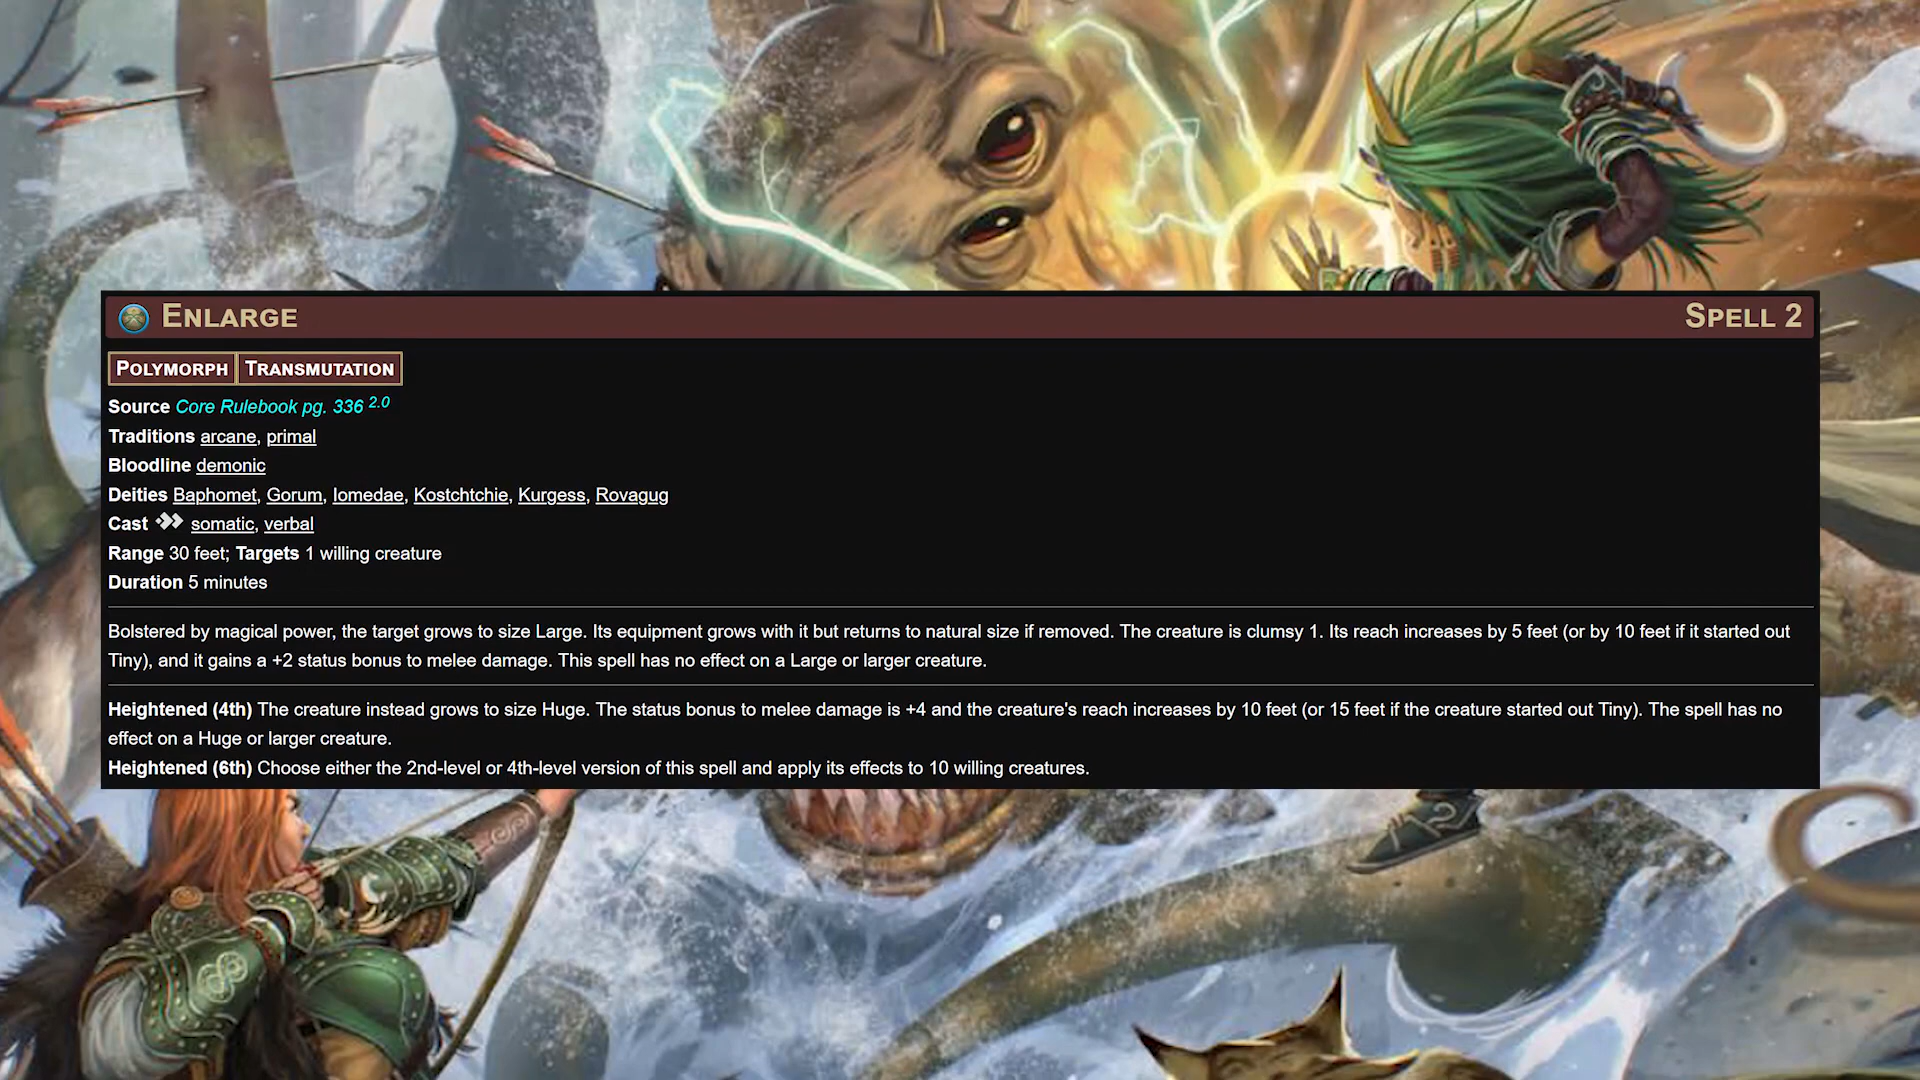 Enlarge
Spell 2
Polymorph Transmutation
Source Core Rulebook pg. 336 2.0
Traditions arcane, primal
Bloodline demonic
Deities Baphomet, Gorum, Iomedae, Kostchtchie, Kurgess, Rovagug
Cast somatic, verbal
Range 30 feet; Targets 1 willing creature
Duration 5 minutes
Bolstered by magical power, the target grows to size Large. Its equipment grows with it but returns to natural size if removed. The creature is clumsy 1. Its reach increases by 5 feet (or by 10 feet if it started out
Tiny), and it gains a +2 status bonus to melee damage. This spell has no effect on a Large or larger creature.
Heightened (4th) The creature instead grows to size Huge. The status bonus to melee damage is +4 and the creature's reach increases by 10 feet (or 15 feet if the creature started out Tiny). The spell has no
effect on a Huge or larger creature.
Heightened (6th) Choose either the 2nd-level or 4th-level version of this spell and apply its effects to 10 willing creatures.